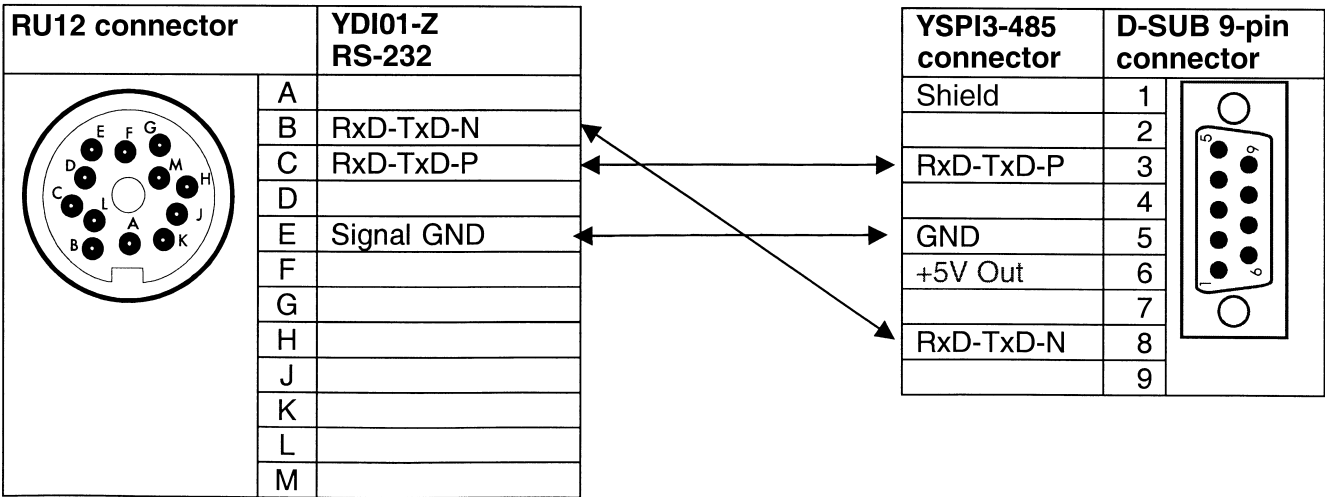 RU12 connector YDI01-Z
RS-232
A
B RxD-TxD-N
C RxD-TxD-P
D
E Signal GND
F
G
H
J
K
L
M
E F G
D M H
C L J
B A K
YSPI3-485 D-SUB 9-pin
connector connector
Shield 1
2
RxD-TxD-P 3
4
GND 5
+5V Out 6
7
RxD-TxD-N 8
9
5 9
1 6